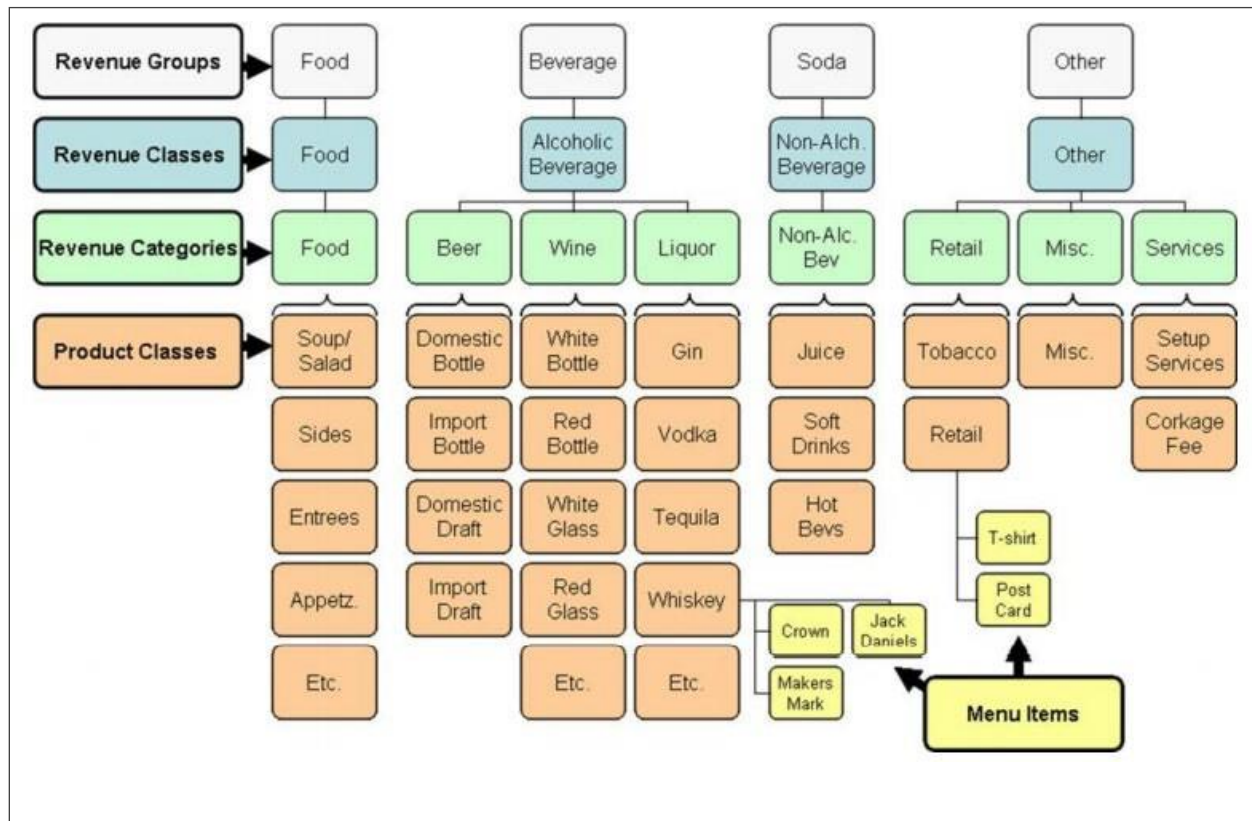 Revenue Groups
Food
Beverage
Soda
Other
Revenue Classes
Food
Alcoholic
Beverage
Non-Alch.
Beverage
Other
Revenue Categories
Food
Beer
Wine
Liquor
Non-Alc.
Bev
Retail
Misc.
Services
Product Classes
Soup/
Salad
Domestic
Bottle
White
Bottle
Gin
Juice
Tobacco
Misc.
Setup
Services
Sides
Import
Bottle
Red
Bottle
Vodka
Soft
Drinks
Retail
Corkage
Fee
Entrees
Domestic
Draft
White
Glass
Tequila
Hot
Bevs
T-shirt
Appetz.
Import
Draft
Red
Glass
Whiskey
Post
Card
Crown
Jack
Daniels
Etc.
Etc.
Etc.
Makers
Mark
Menu Items